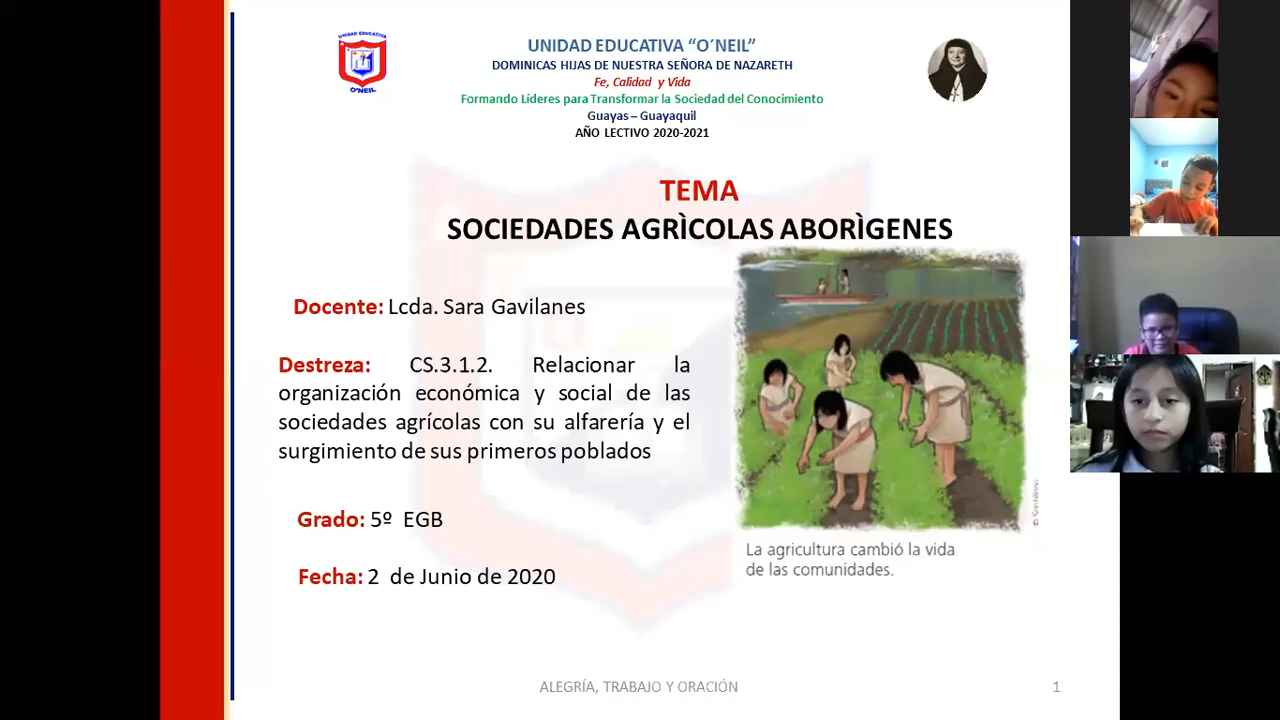 UNIDAD EDUCATIVA
O´NEIL
UNIDAD EDUCATIVA “O´NEIL”
DOMINICAS HIJAS DE NUESTRA SEÑORA DE NAZARETH
Fe, Calidad y Vida
Formando Líderes para Transformar la Sociedad del Conocimiento
Guayas – Guayaquil
AÑO LECTIVO 2020-2021
TEMA
SOCIEDADES AGRÌCOLAS ABORÌGENES
Docente: Lcda. Sara Gavilanes
Destreza: CS.3.1.2. Relacionar la
organización económica y social de las
sociedades agrícolas con su alfarería y el
surgimiento de sus primeros poblados
Grado: 5º EGB
Fecha: 2 de Junio de 2020
© Santillana
La agricultura cambió la vida
de las comunidades.
ALEGRÍA, TRABAJO Y ORACIÓN
1